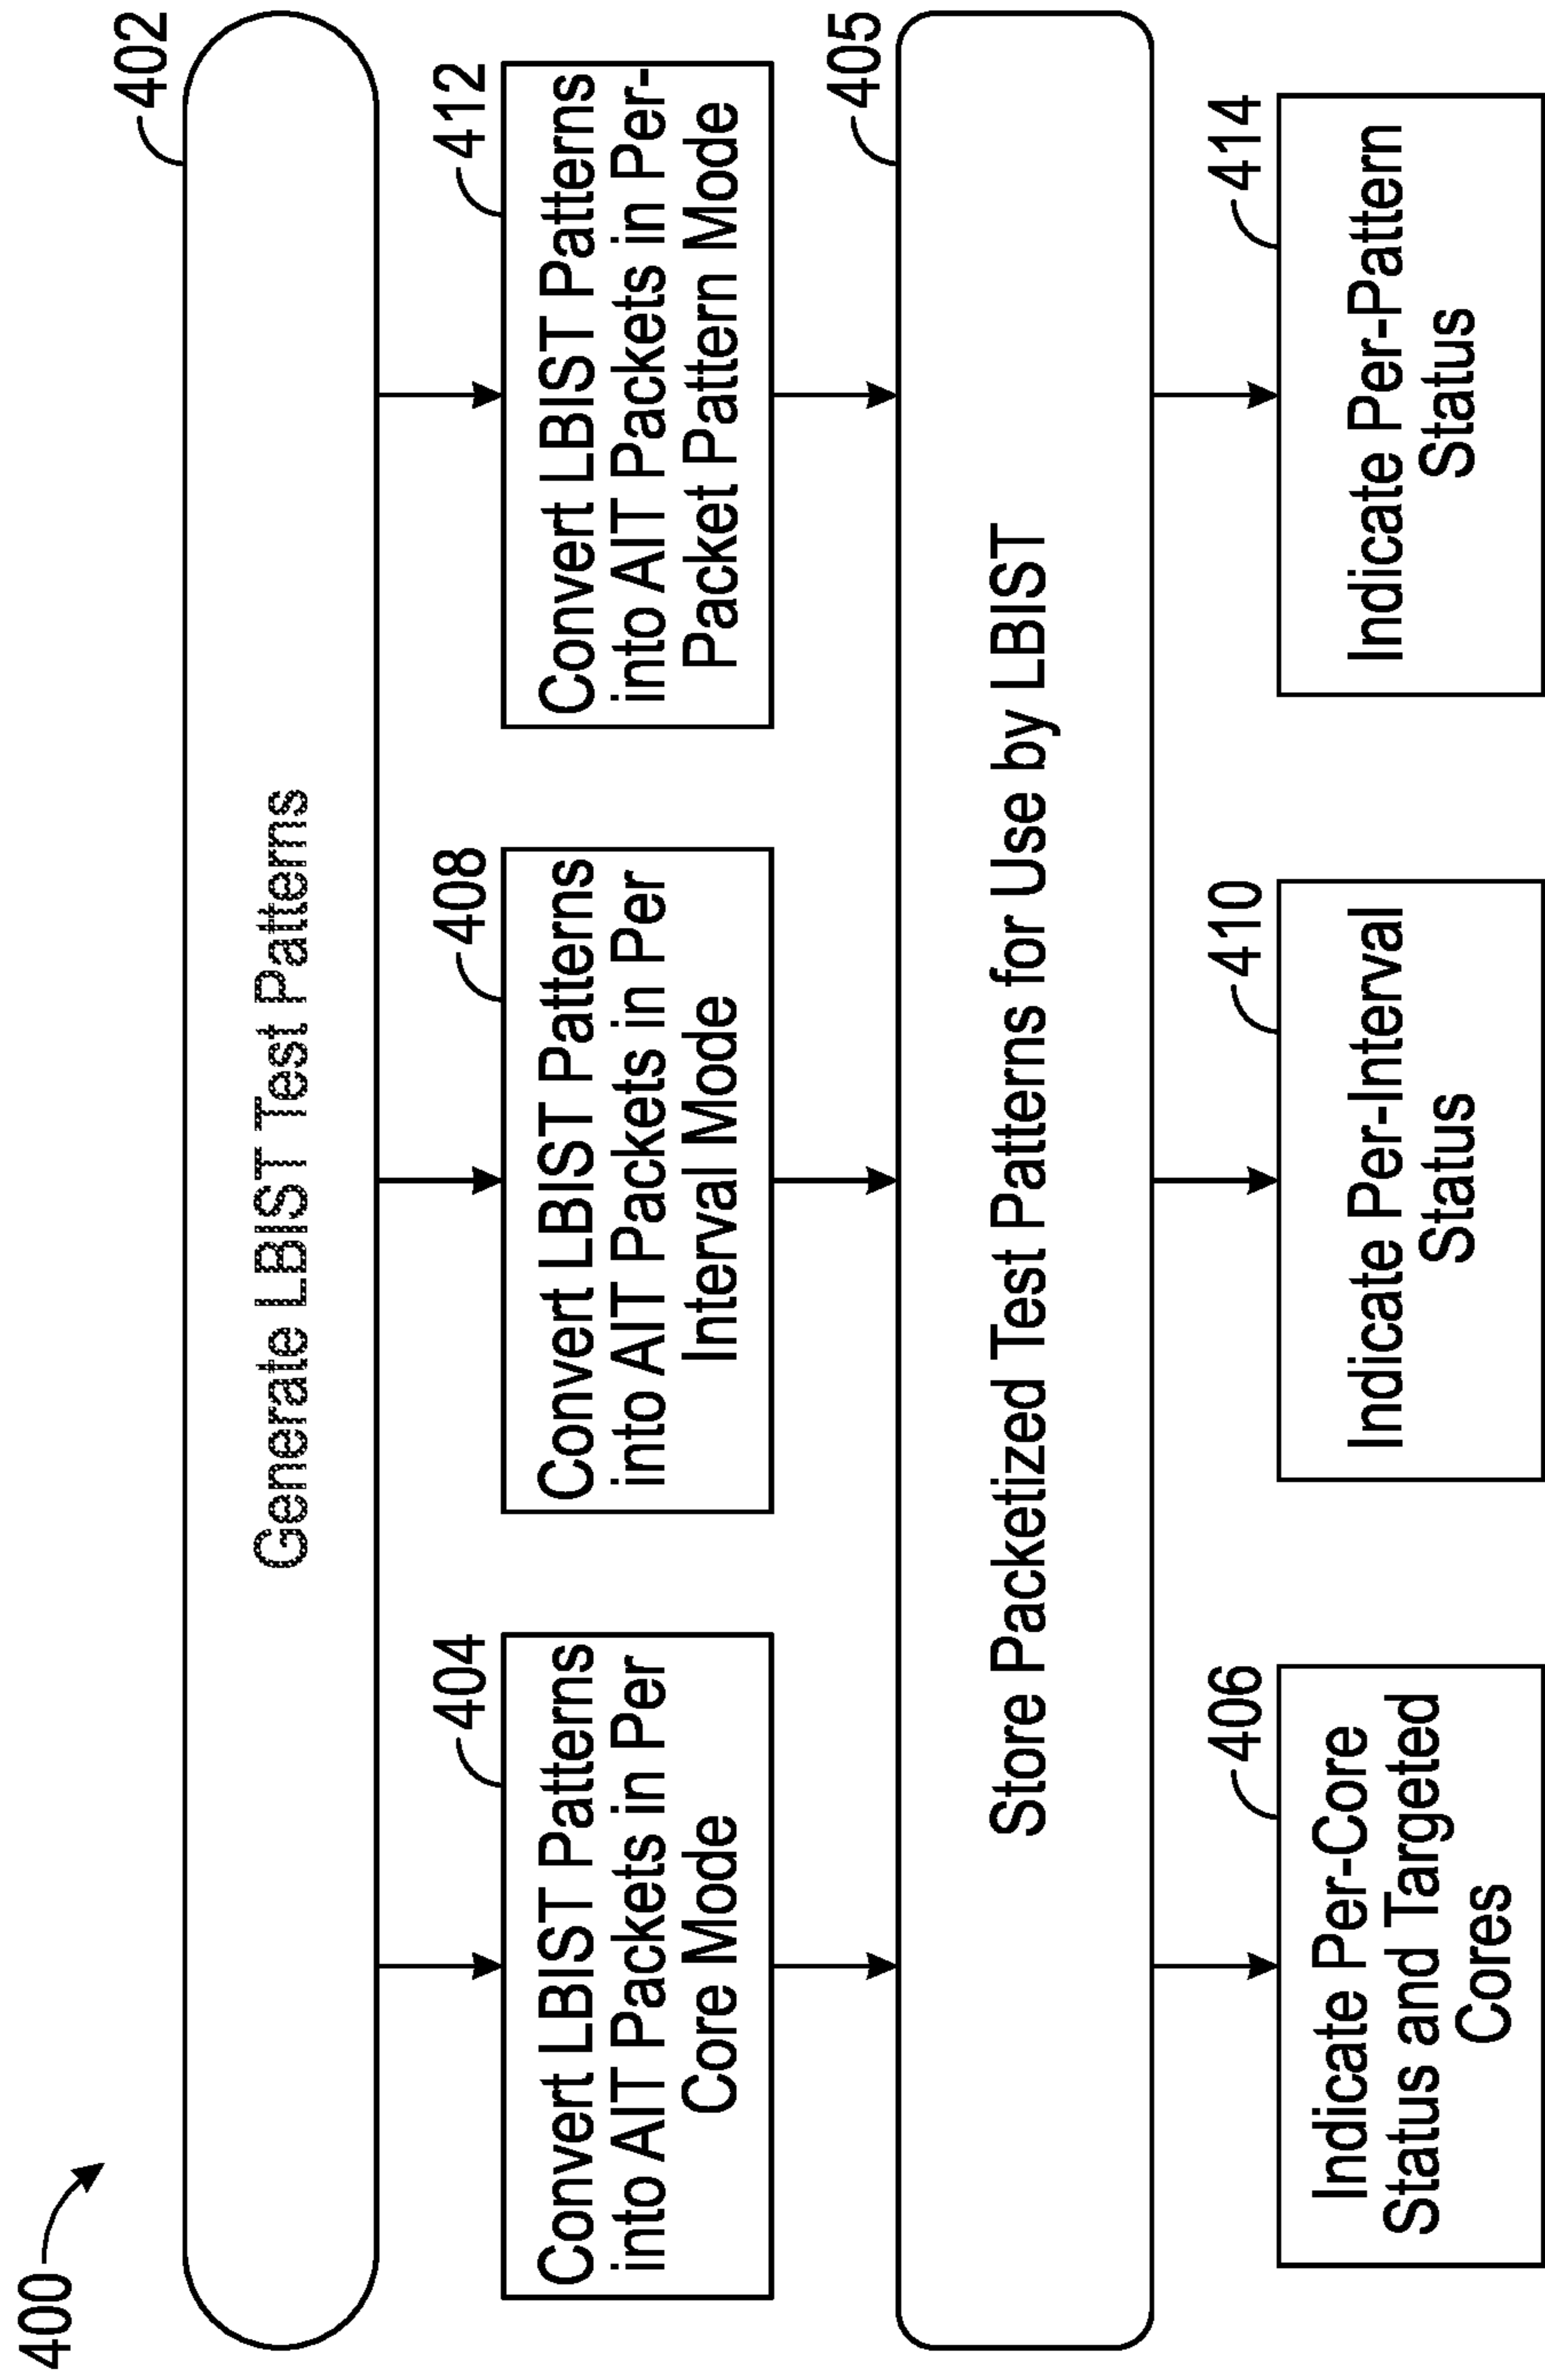 400
402
Generate LBIST Test Patterns
404
Convert LBIST Patterns
into AIT Packets in Per
Core Mode
408
Convert LBIST Patterns
into AIT Packets in Per
Interval Mode
412
Convert LBIST Patterns
into AIT Packets in Per-
Packet Pattern Mode
405
Store Packetized Test Patterns for Use by LBIST
406
Indicate Per-Core
Status and Targeted
Cores
410
Indicate Per-Interval
Status
414
Indicate Per-Pattern
Status